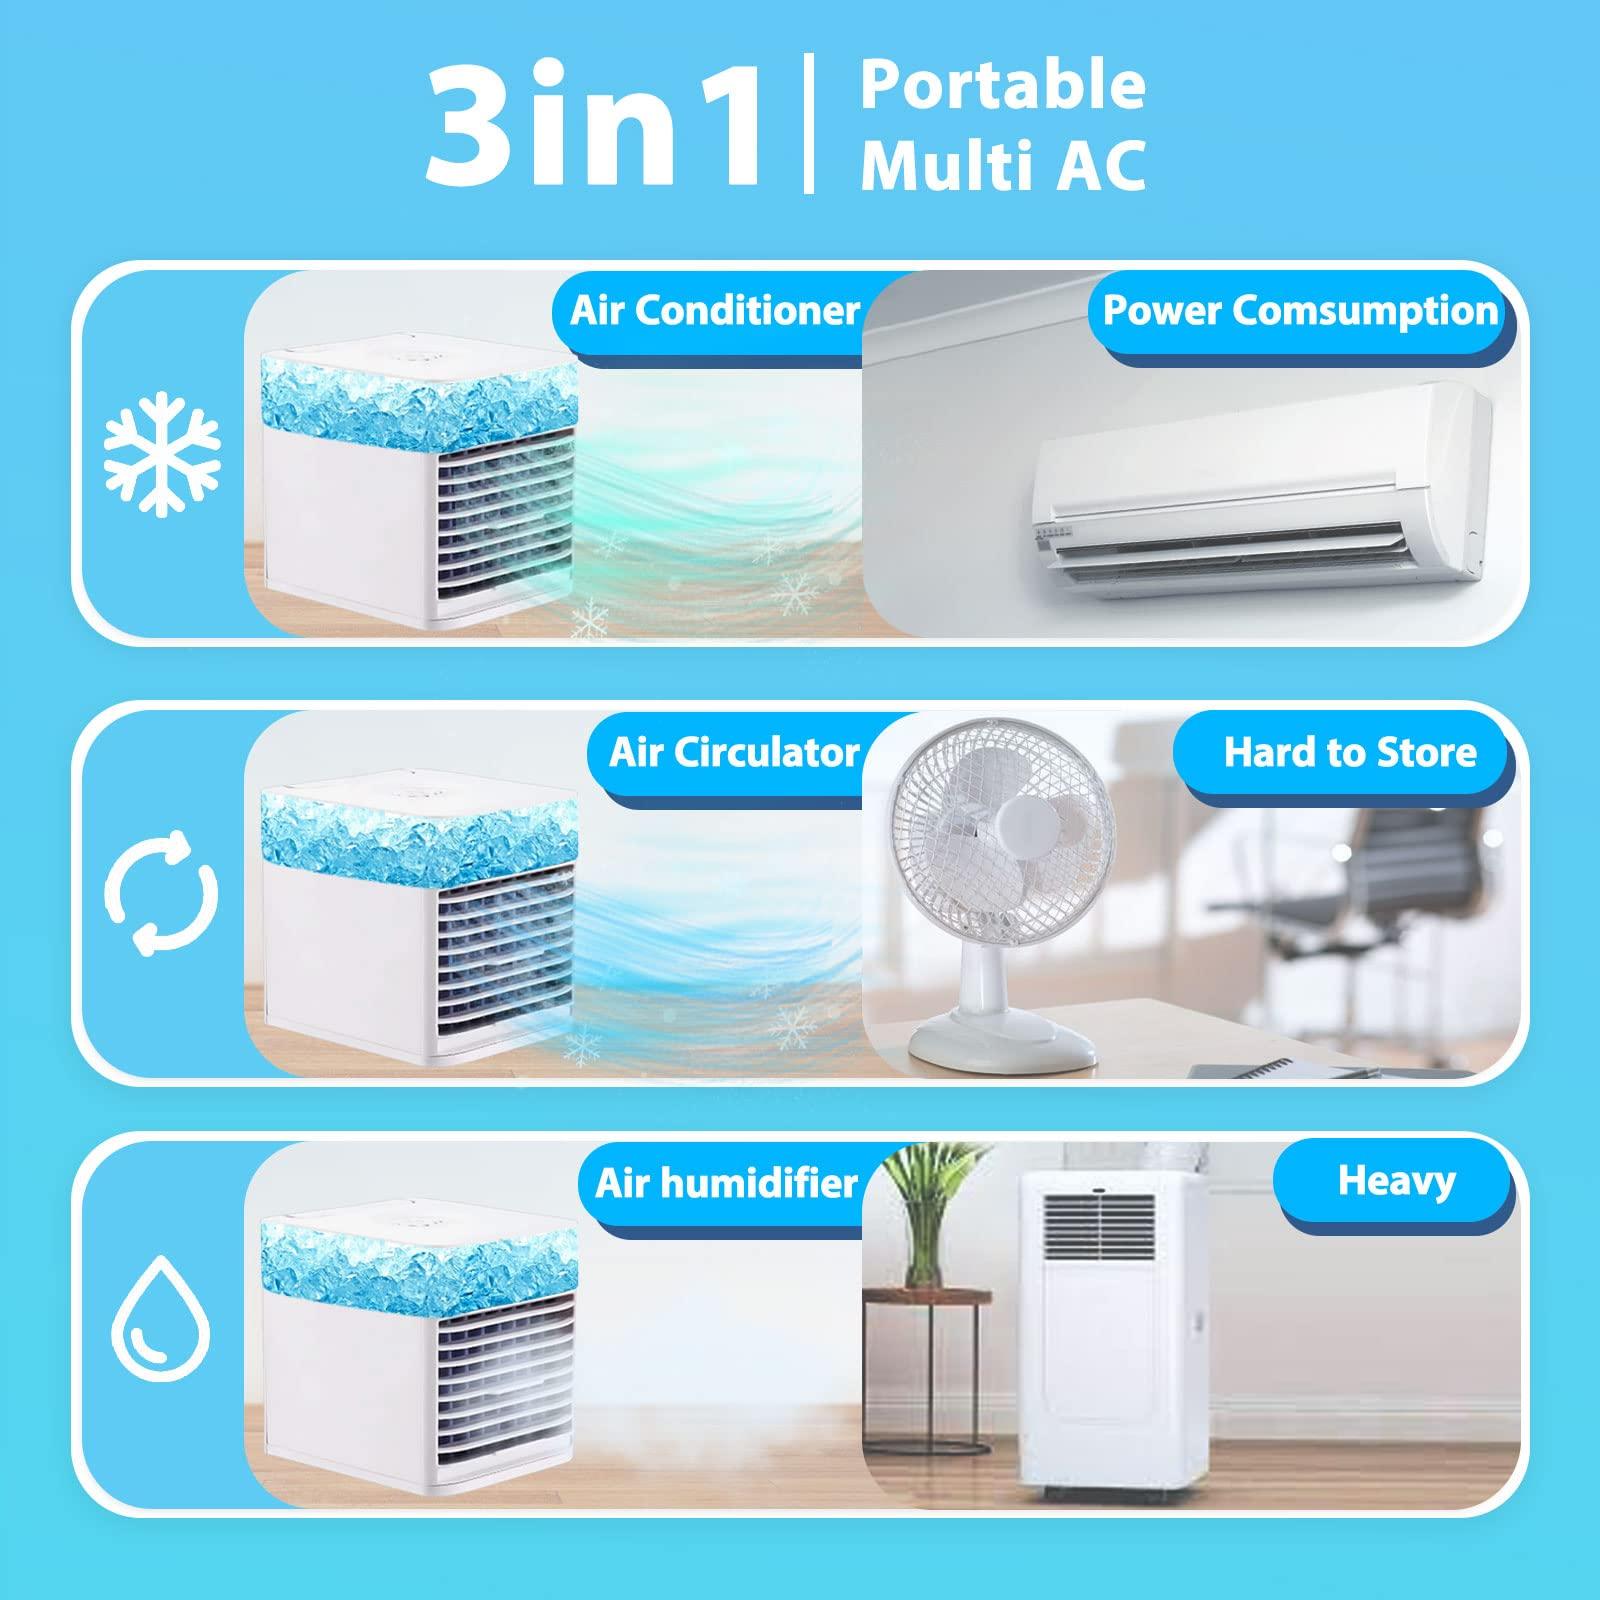 3in1
Portable
Multi AC
Air Conditioner
Power Comsumption
Air Circulator
Hard to Store
Air humidifier
Heavy